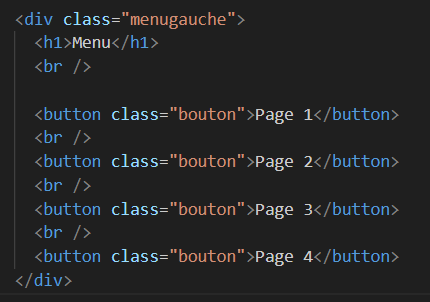 <div class="menugauche">
<h1>Menu</h1>
<br />
<button class="bouton">Page 1</button>
<br />
<button class="bouton">Page 2</button>
<br />
<button class="bouton">Page 3</button>
<br />
<button class="bouton">Page 4</button>
</div>